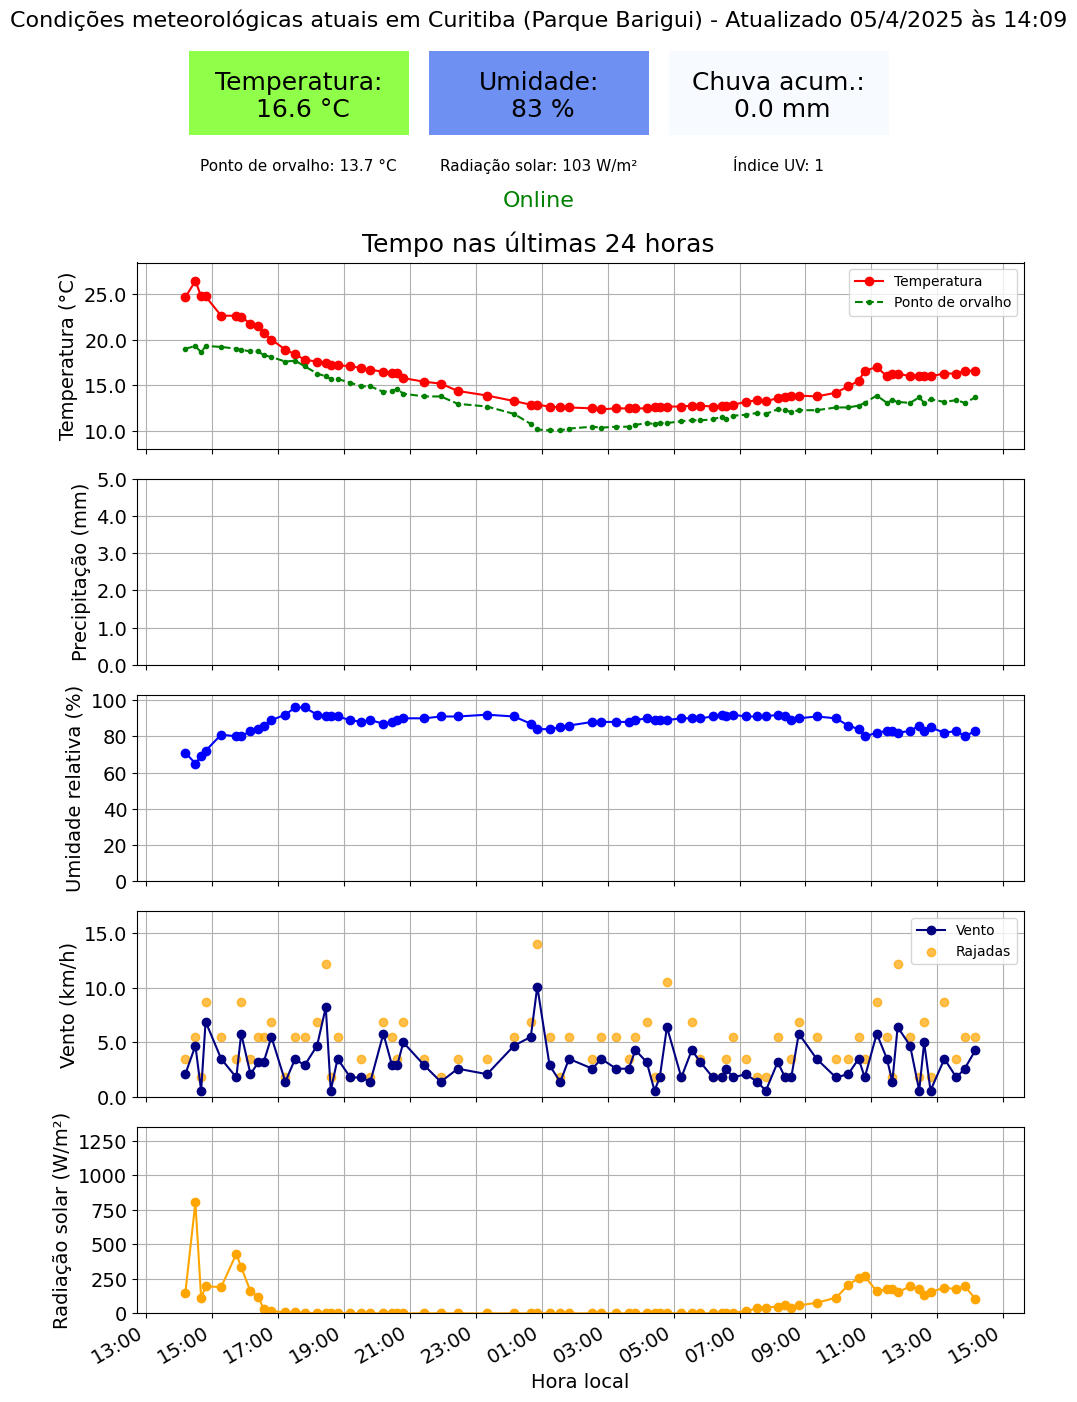 Condições meteorológicas atuais em Curitiba (Parque Barigui) - Atualizado 05/4/2025 às 14:09
Temperatura:
16.6 °C
Umidade:
83 %
Chuva acum.:
0.0 mm
Ponto de orvalho: 13.7 °C
Radiação solar: 103 W/m²
Índice UV: 1
Online
Tempo nas últimas 24 horas
Temperatura (°C)
25.0
20.0
15.0
10.0
Temperatura
Ponto de orvalho
Precipitação (mm)
5.0
4.0
3.0
2.0
1.0
0.0
Umidade relativa (%)
100
80
60
40
20
0
Vento (km/h)
15.0
10.0
5.0
0.0
Vento
Rajadas
Radiação solar (W/m²)
1250
1000
750
500
250
0
13:00 15:00 17:00 19:00 21:00 23:00 01:00 03:00 05:00 07:00 09:00 11:00 13:00 15:00
Hora local